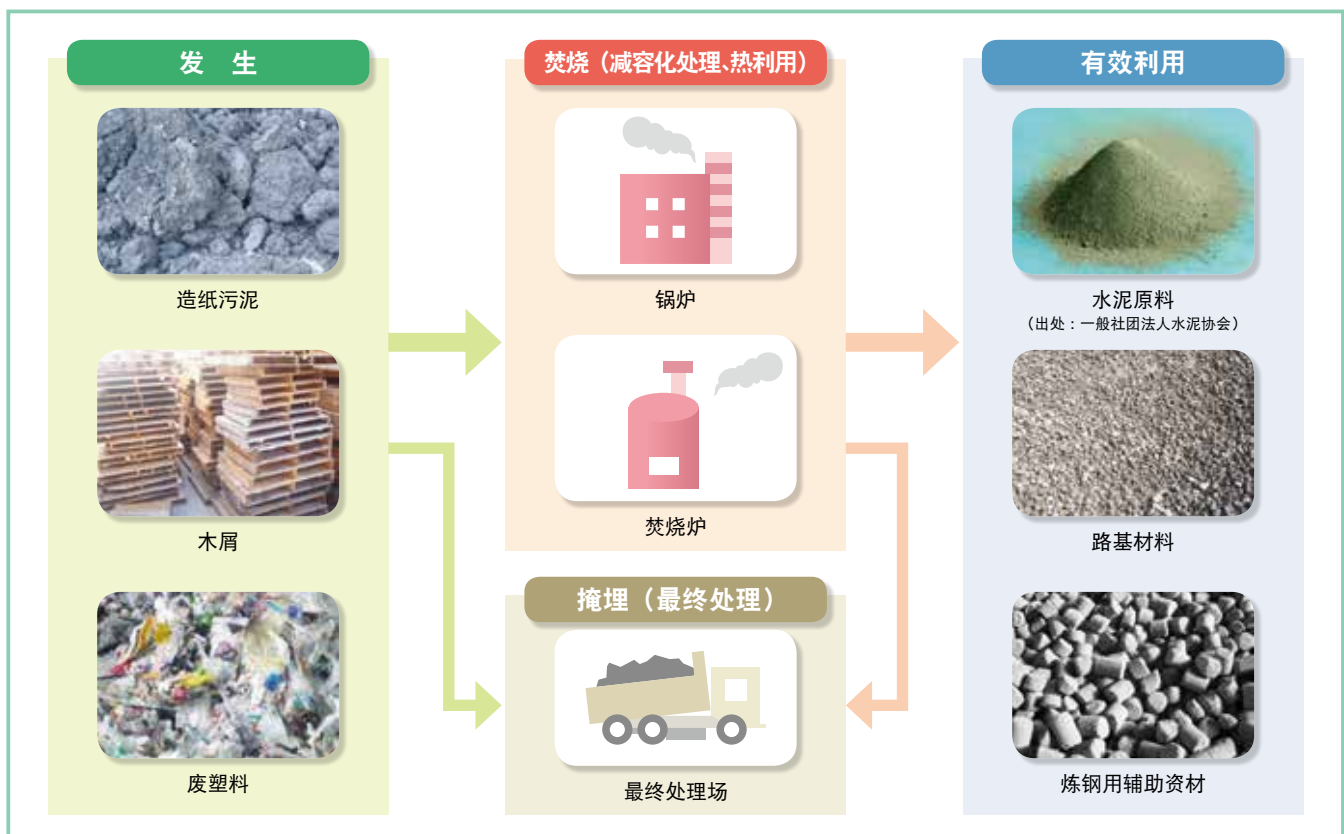 发 生
造纸污泥
木屑
废塑料
焚烧（减容化处理、热利用）
锅炉
焚烧炉
掩埋（最终处理）
最终处理场
有效利用
水泥原料
（出处：一般社团法人水泥协会）
路基材料
炼钢用辅助资材